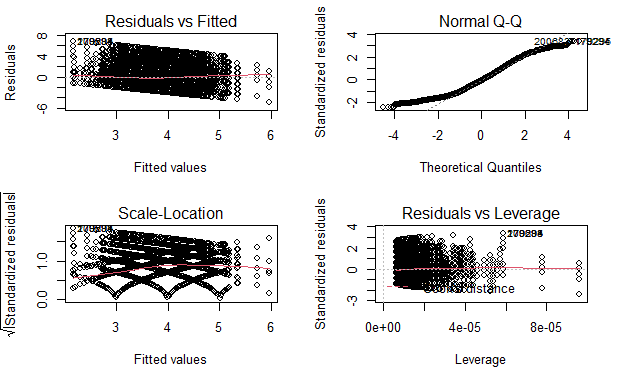 Residuals vs Fitted
Residuals
-6 0 4 8
3 4 5 6
Fitted values
Normal Q-Q
Standardized residuals
-2 0 2 4
-4 -2 0 2 4
Theoretical Quantiles
Scale-Location
√|Standardized residuals|
0.0 1.0
3 4 5 6
Fitted values
Residuals vs Leverage
Standardized residuals
-3 0 2 4
distance
0e+00 4e-05 8e-05
Leverage